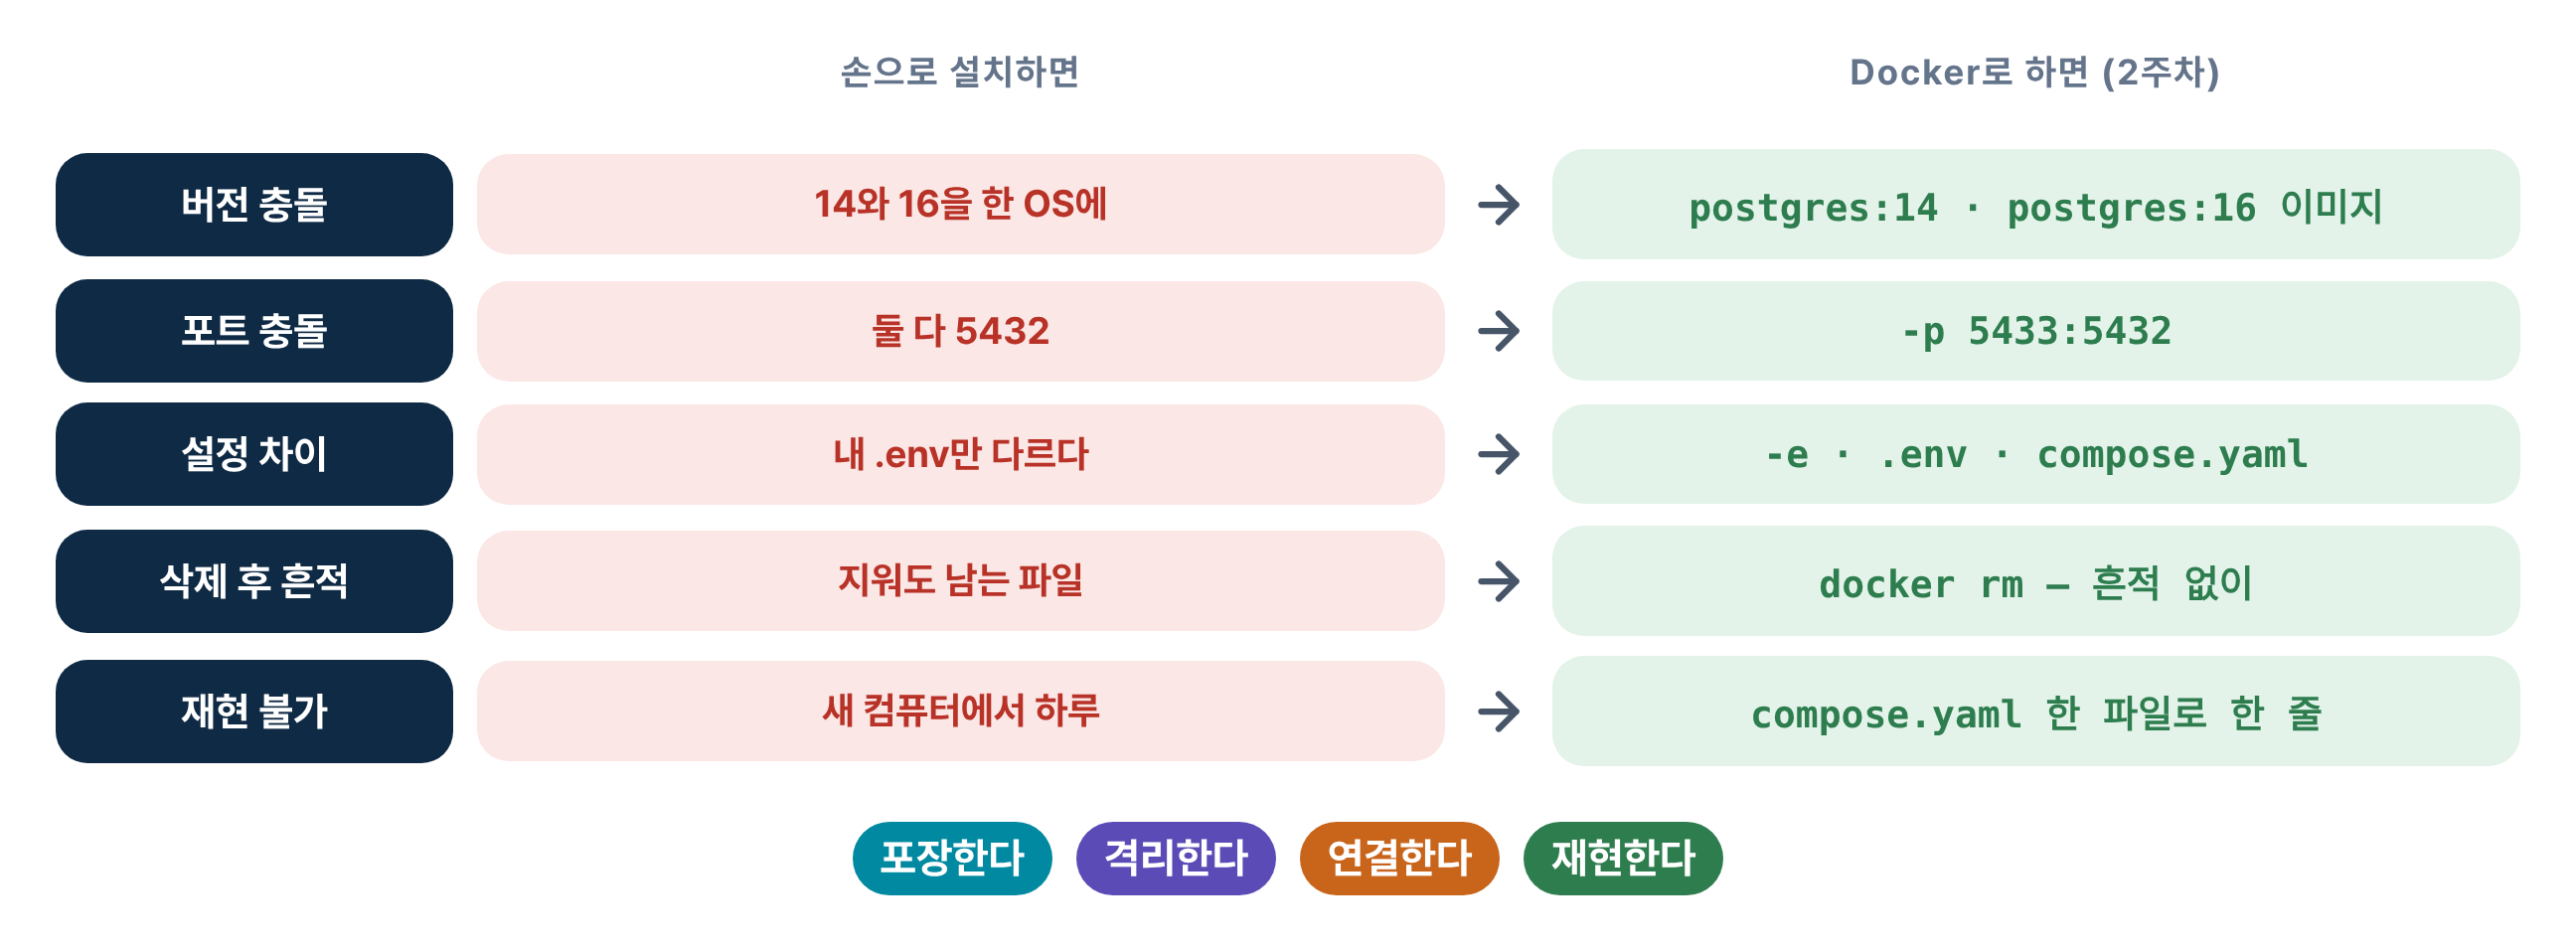 손으로 설치하면
Docker로 하면 (2주차)
버전 충돌
14와 16을 한 OS에
→
postgres:14 · postgres:16 이미지
포트 충돌
둘 다 5432
→
-p 5433:5432
설정 차이
내 .env만 다르다
→
-e · .env · compose.yaml
삭제 후 흔적
지워도 남는 파일
→
docker rm — 흔적 없이
재현 불가
새 컴퓨터에서 하루
→
compose.yaml 한 파일로 한 줄
포장한다
격리한다
연결한다
재현한다